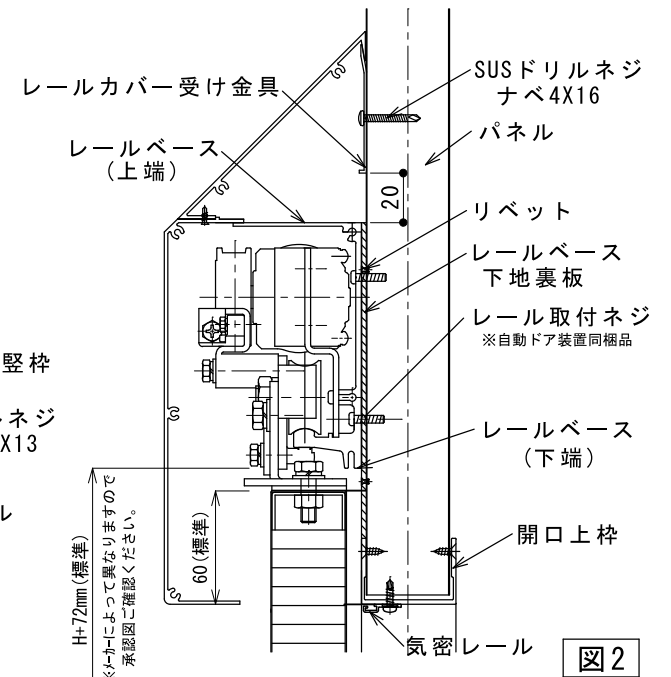 レールカバー受け金具
SUSドリルネジ
ナベ4X16
パネル
レールベース
(上端)
20
リベット
レールベース
下地裏板
レール取付ネジ
※自動ドア装置同梱品
竪枠
ネジ
X13
レールベース
(下端)
ル
開口上枠
60(標準)
H+72mm(標準)
※メーカーによって異なりますので
承認図ご確認ください。
気密レール
図2